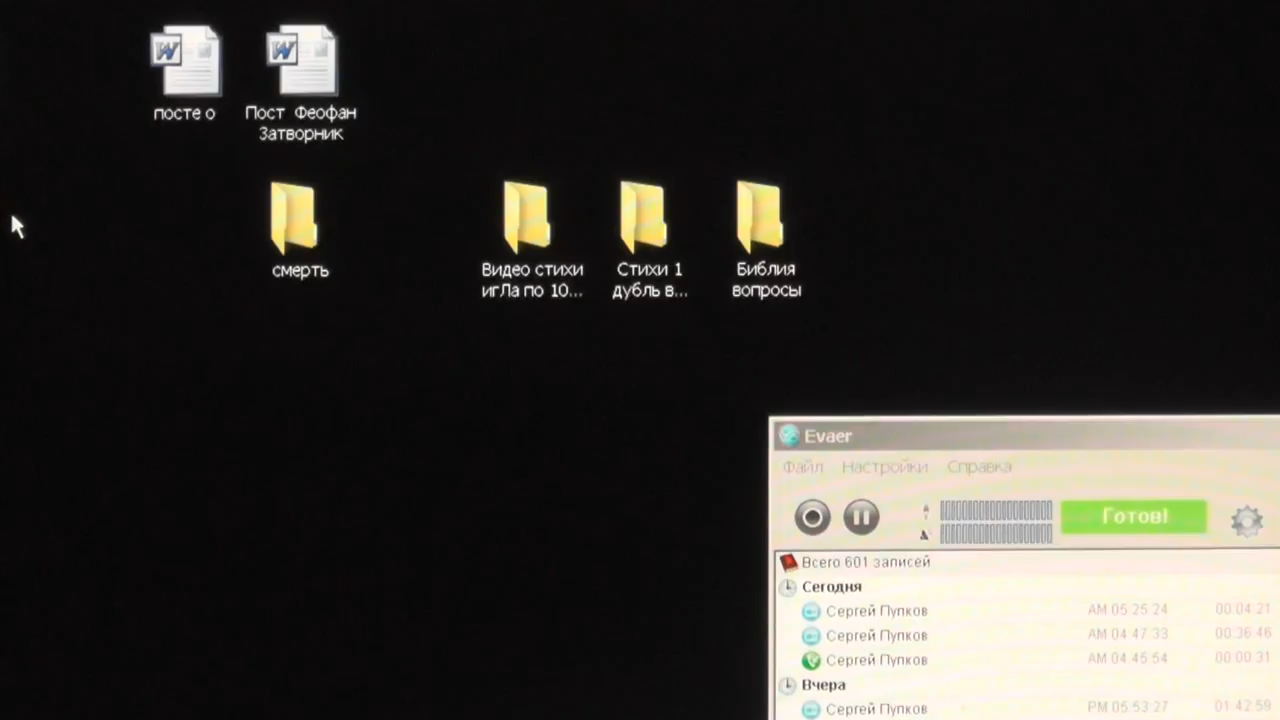 посте о
Пост Феофан
Затворник
смерть
Видео стихи
игЛа по 10...
Стихи 1
дубль в...
Библия
вопросы
Evaer
Файл Настройки Справка
Готов!
Всего 601 записей
Сегодня
Сергей Пупков AM 05:25:24 00:04:21
Сергей Пупков AM 04:47:33 00:36:46
Сергей Пупков AM 04:45:54 00:00:31
Вчера
Сергей Пупков PM 05:53:27 01:42:59